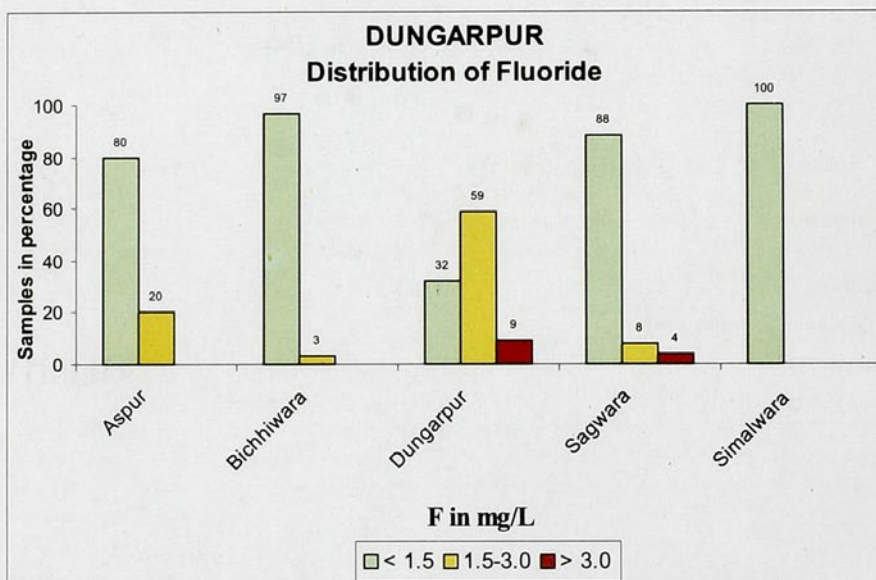 DUNGARPUR
Distribution of Fluoride
Samples in percentage
100
80
60
40
20
0
80
20
97
3
32
59
9
88
8
4
100
Aspur
Bichhiwara
Dungarpur
Sagwara
Simalwara
F in mg/L
< 1.5 1.5-3.0 > 3.0